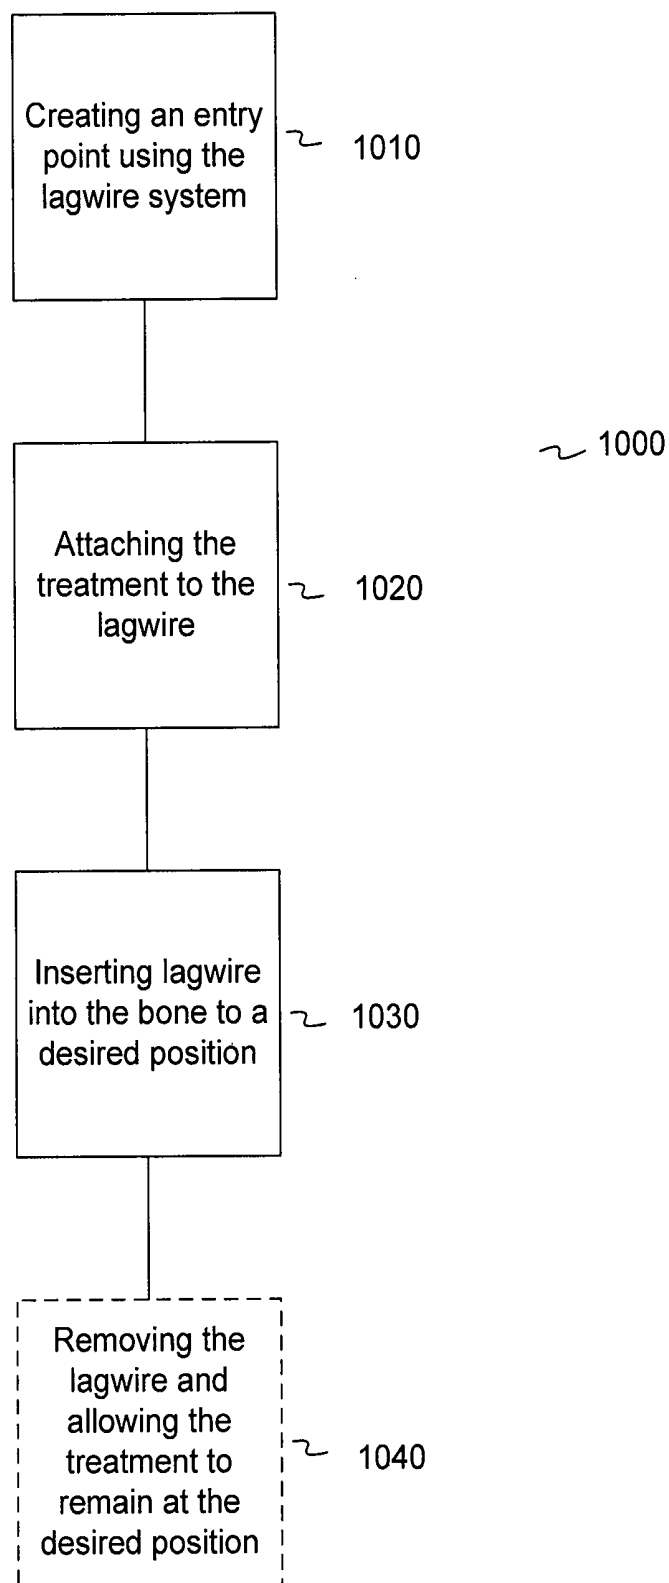 Creating an entry
point using the
lagwire system
1010
1000
Attaching the
treatment to the
lagwire
1020
Inserting lagwire
into the bone to a
desired position
1030
Removing the
lagwire and
allowing the
treatment to
remain at the
desired position
1040